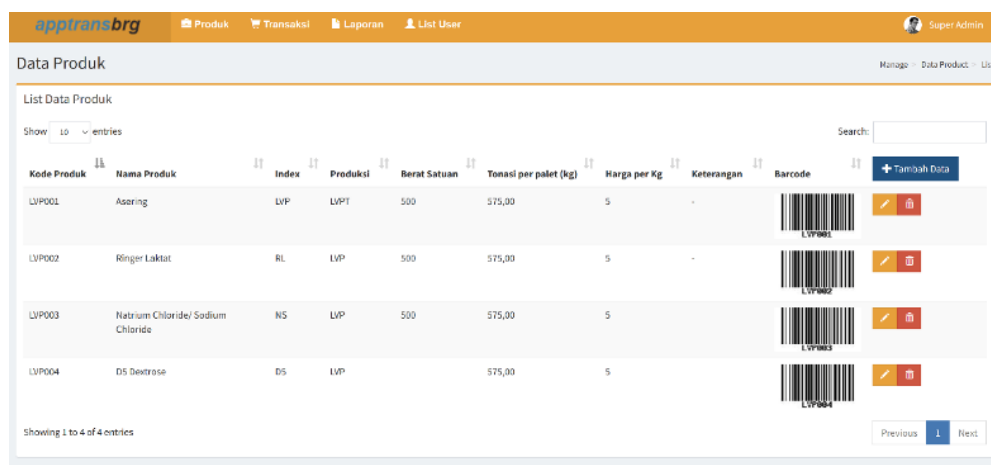 apptransbrg Produk Transaksi Laporan List User Super Admin
Data Produk Manage > Data Product > Lis
List Data Produk
Show 10 entries Search:
Kode Produk Nama Produk Index Produksi Berat Satuan Tonasi per palet (kg) Harga per Kg Keterangan Barcode + Tambah Data
LVP001 Asering LVP LVPT 500 575,00 5 -
LVP001
LVP002 Ringer Laktat RL LVP 500 575,00 5 -
LVP002
LVP003 Natrium Chloride/ Sodium NS LVP 500 575,00 5
Chloride
LVP003
LVP004 D5 Dextrose D5 LVP 575,00 5
LVP004
Showing 1 to 4 of 4 entries Previous 1 Next